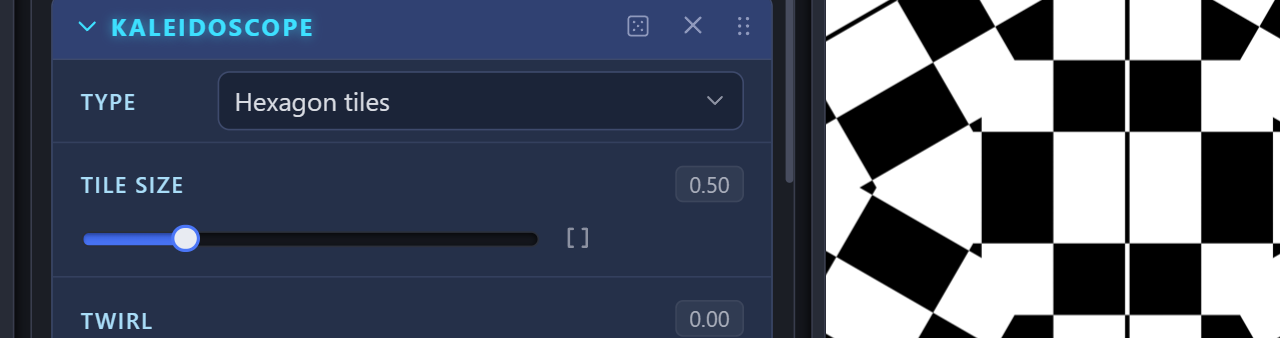 KALEIDOSCOPE
TYPE Hexagon tiles
TILE SIZE 0.50
[ ]
TWIRL 0.00